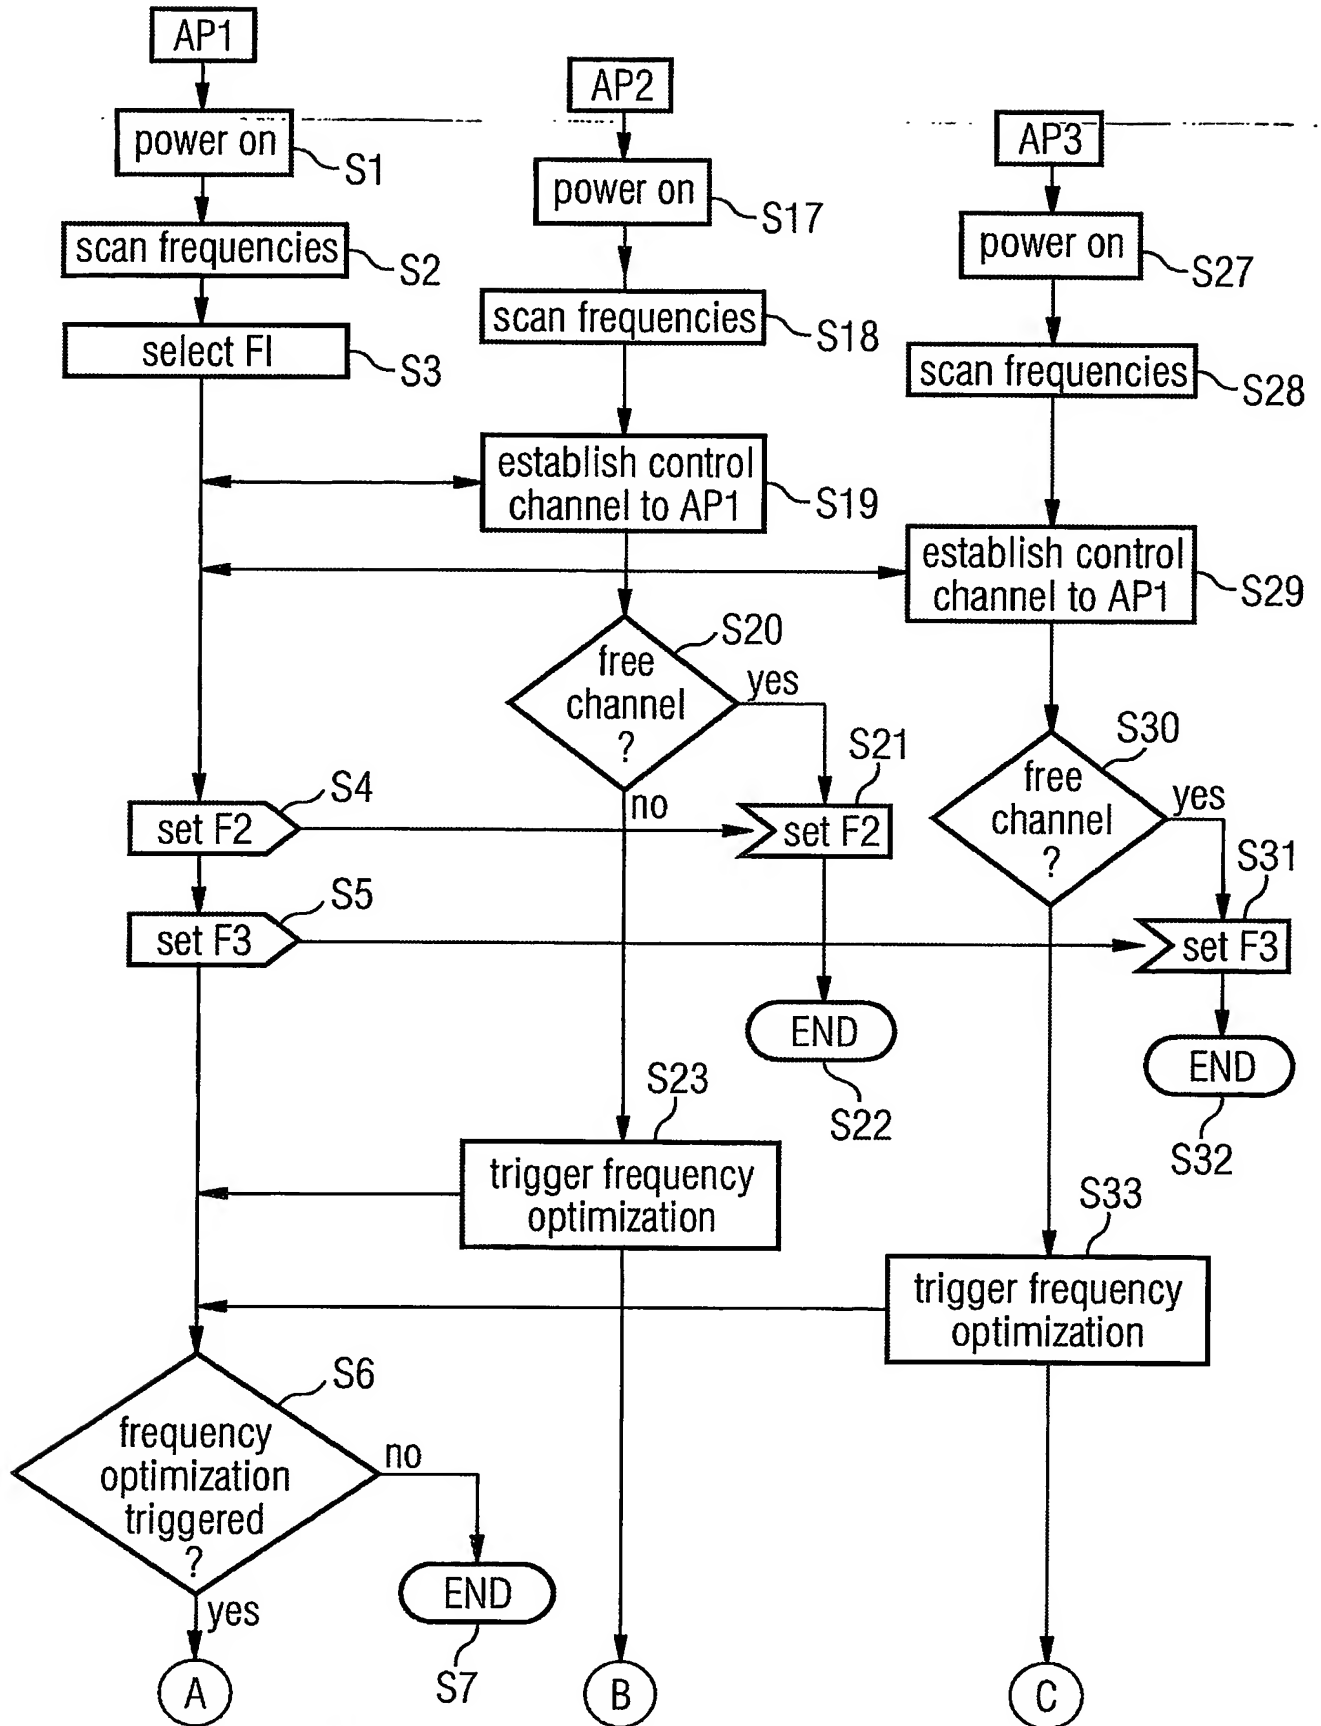 AP1
power on
S1
scan frequencies
S2
select FI
S3
set F2
S4
set F3
S5
frequency
optimization
triggered
?
S6
no
END
S7
yes
A
AP2
power on
S17
scan frequencies
S18
establish control
channel to AP1
S19
free
channel
?
S20
yes
S21
set F2
END
S22
no
S23
trigger frequency
optimization
B
AP3
power on
S27
scan frequencies
S28
establish control
channel to AP1
S29
free
channel
?
S30
yes
S31
set F3
END
S32
S33
trigger frequency
optimization
C